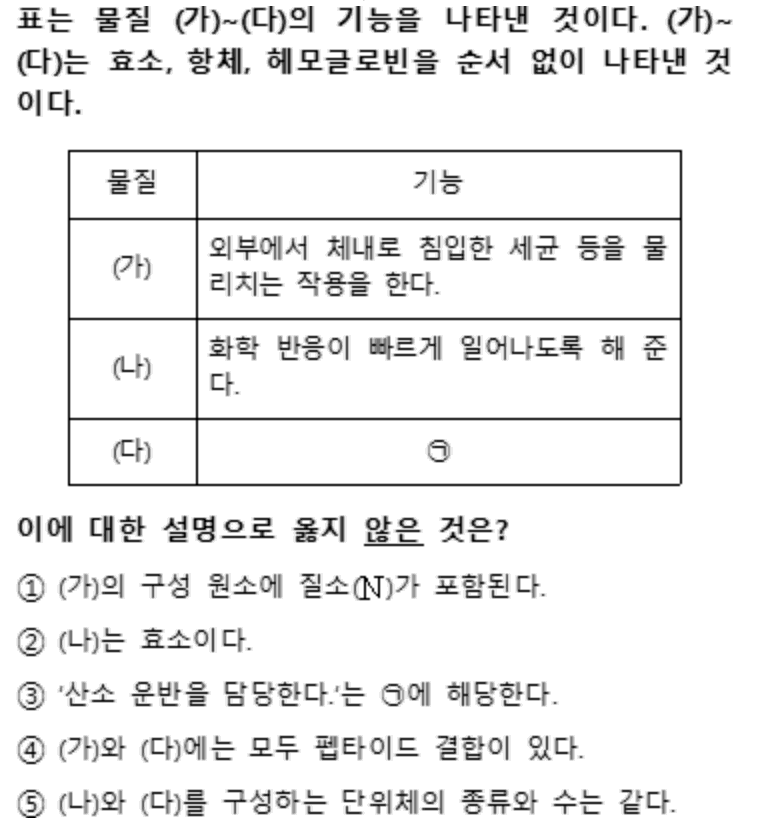 표는 물질 (가)~(다)의 기능을 나타낸 것이다. (가)~
(다)는 효소, 항체, 헤모글로빈을 순서 없이 나타낸 것
이다.
물질 기능
(가) 외부에서 체내로 침입한 세균 등을 물
리치는 작용을 한다.
(나) 화학 반응이 빠르게 일어나도록 해 준
다.
(다) ㉠
이에 대한 설명으로 옳지 않은 것은?
① (가)의 구성 원소에 질소(N)가 포함된다.
② (나)는 효소이다.
③ ‘산소 운반을 담당한다.’는 ㉠에 해당한다.
④ (가)와 (다)에는 모두 펩타이드 결합이 있다.
⑤ (나)와 (다)를 구성하는 단위체의 종류와 수는 같다.